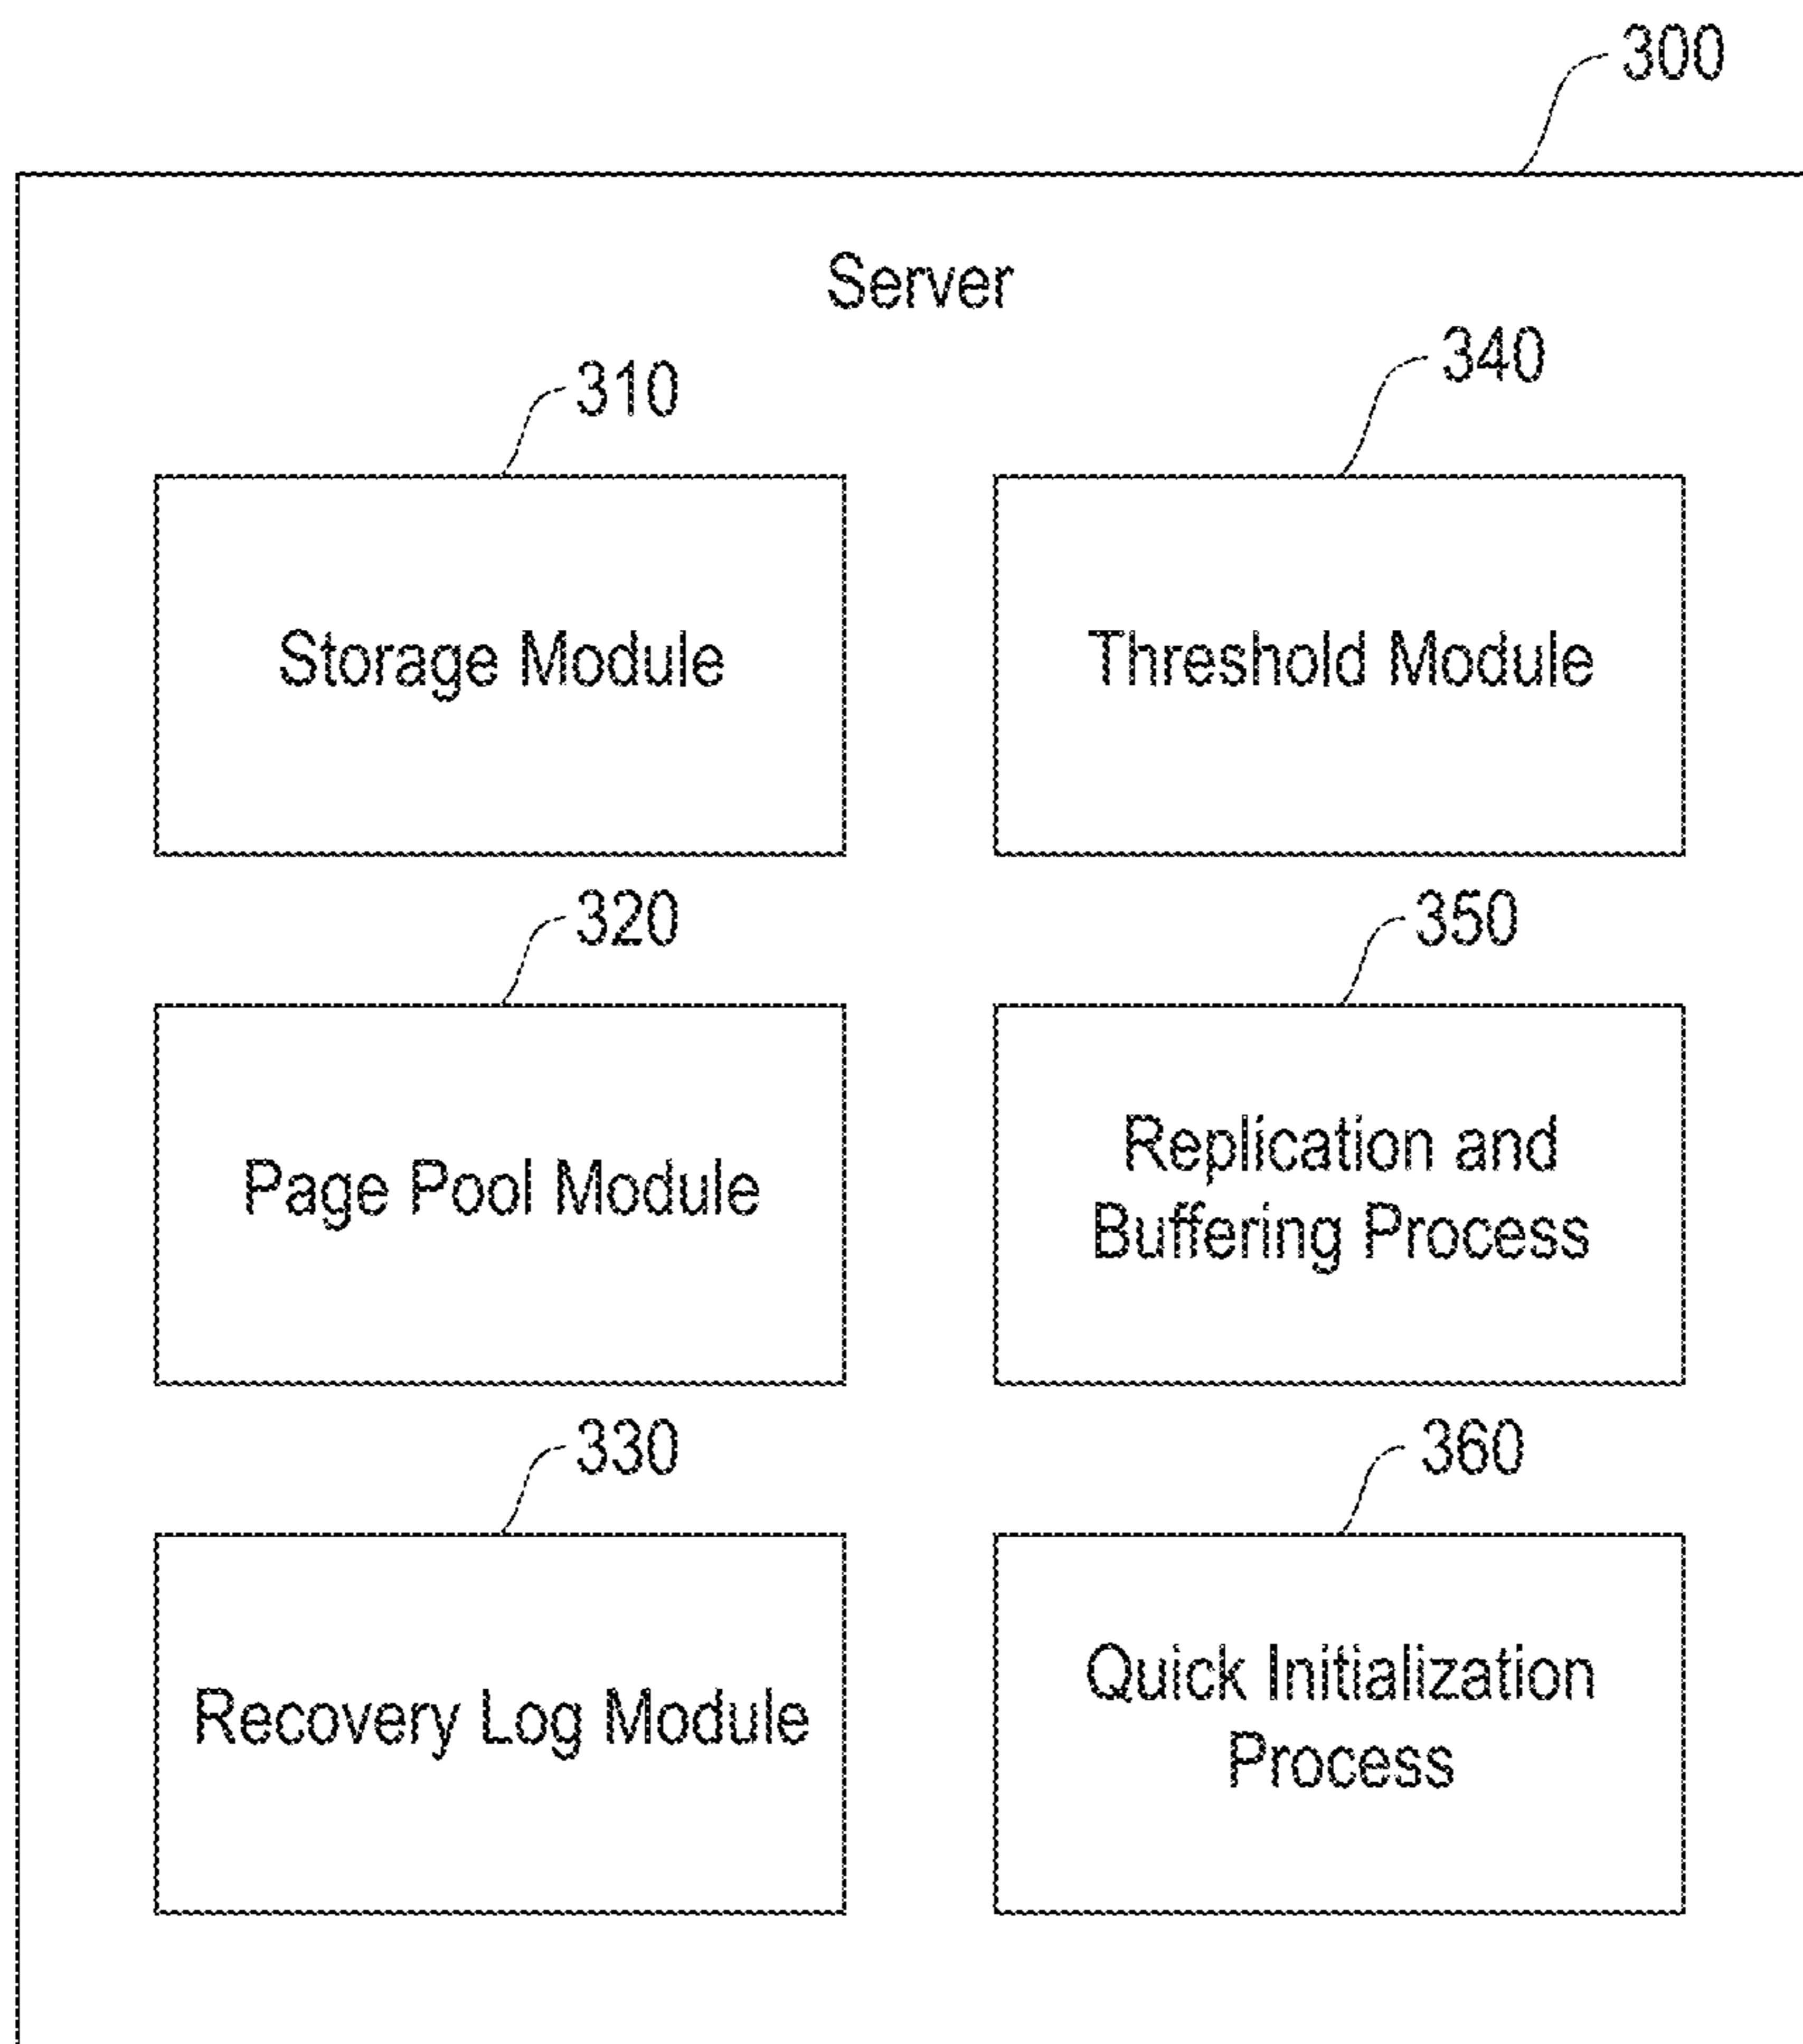 300
Server
310
340
Storage Module
Threshold Module
320
350
Page Pool Module
Replication and
Buffering Process
330
360
Recovery Log Module
Quick Initialization
Process